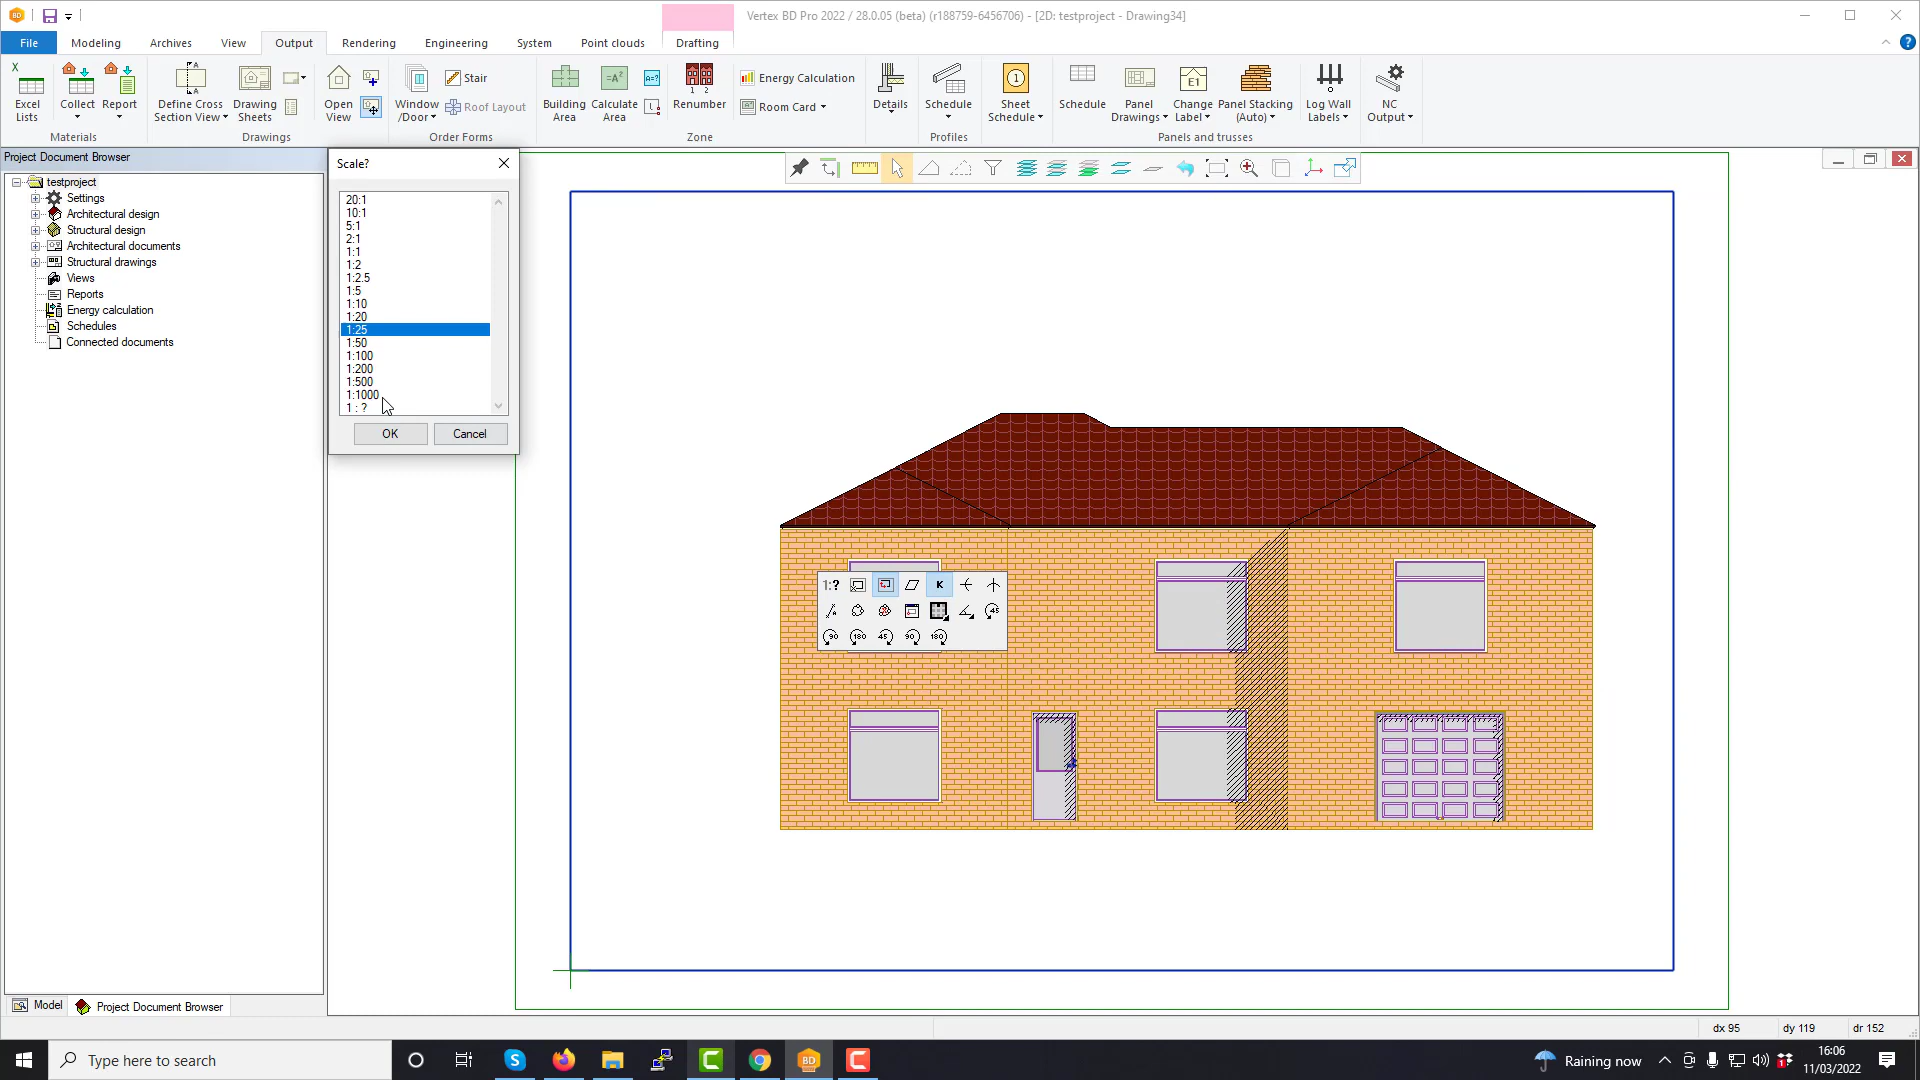 BD
Vertex BD Pro 2022 / 28.0.05 (beta) (r188759-6456706) - [2D: testproject - Drawing34]
File Modeling Archives View Output Rendering Engineering System Point clouds Drafting
Excel Lists
Collect
Report
Materials
Define Cross Section View
Drawing Sheets
Drawings
Open View
Window /Door
Stair
Roof Layout
Order Forms
Building Area
Calculate Area
Renumber
Energy Calculation
Room Card
Zone
Details
Schedule
Profiles
Sheet Schedule
Schedule
Panel Drawings
Change Label
Panel Stacking (Auto)
Log Wall Labels
Panels and trusses
NC Output
Project Document Browser
testproject
Settings
Architectural design
Structural design
Architectural documents
Structural drawings
Views
Reports
Energy calculation
Schedules
Connected documents
Scale?
20:1
10:1
5:1
2:1
1:1
1:2
1:2.5
1:5
1:10
1:20
1:25
1:50
1:100
1:200
1:500
1:1000
1 : ?
OK Cancel
1:? K
45
90 180 45 90 180
Model Project Document Browser
dx 95 dy 119 dr 152
Type here to search
Raining now
16:06
11/03/2022